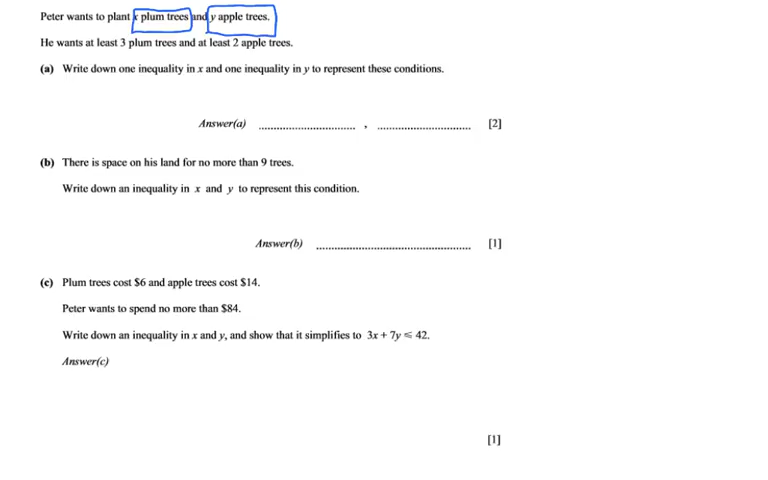 Peter wants to plant x plum trees and y apple trees.
He wants at least 3 plum trees and at least 2 apple trees.
(a) Write down one inequality in x and one inequality in y to represent these conditions.
Answer(a) ................................ , ............................... [2]
(b) There is space on his land for no more than 9 trees.
Write down an inequality in x and y to represent this condition.
Answer(b) ................................................... [1]
(c) Plum trees cost $6 and apple trees cost $14.
Peter wants to spend no more than $84.
Write down an inequality in x and y, and show that it simplifies to 3x + 7y ⩽ 42.
Answer(c)
[1]